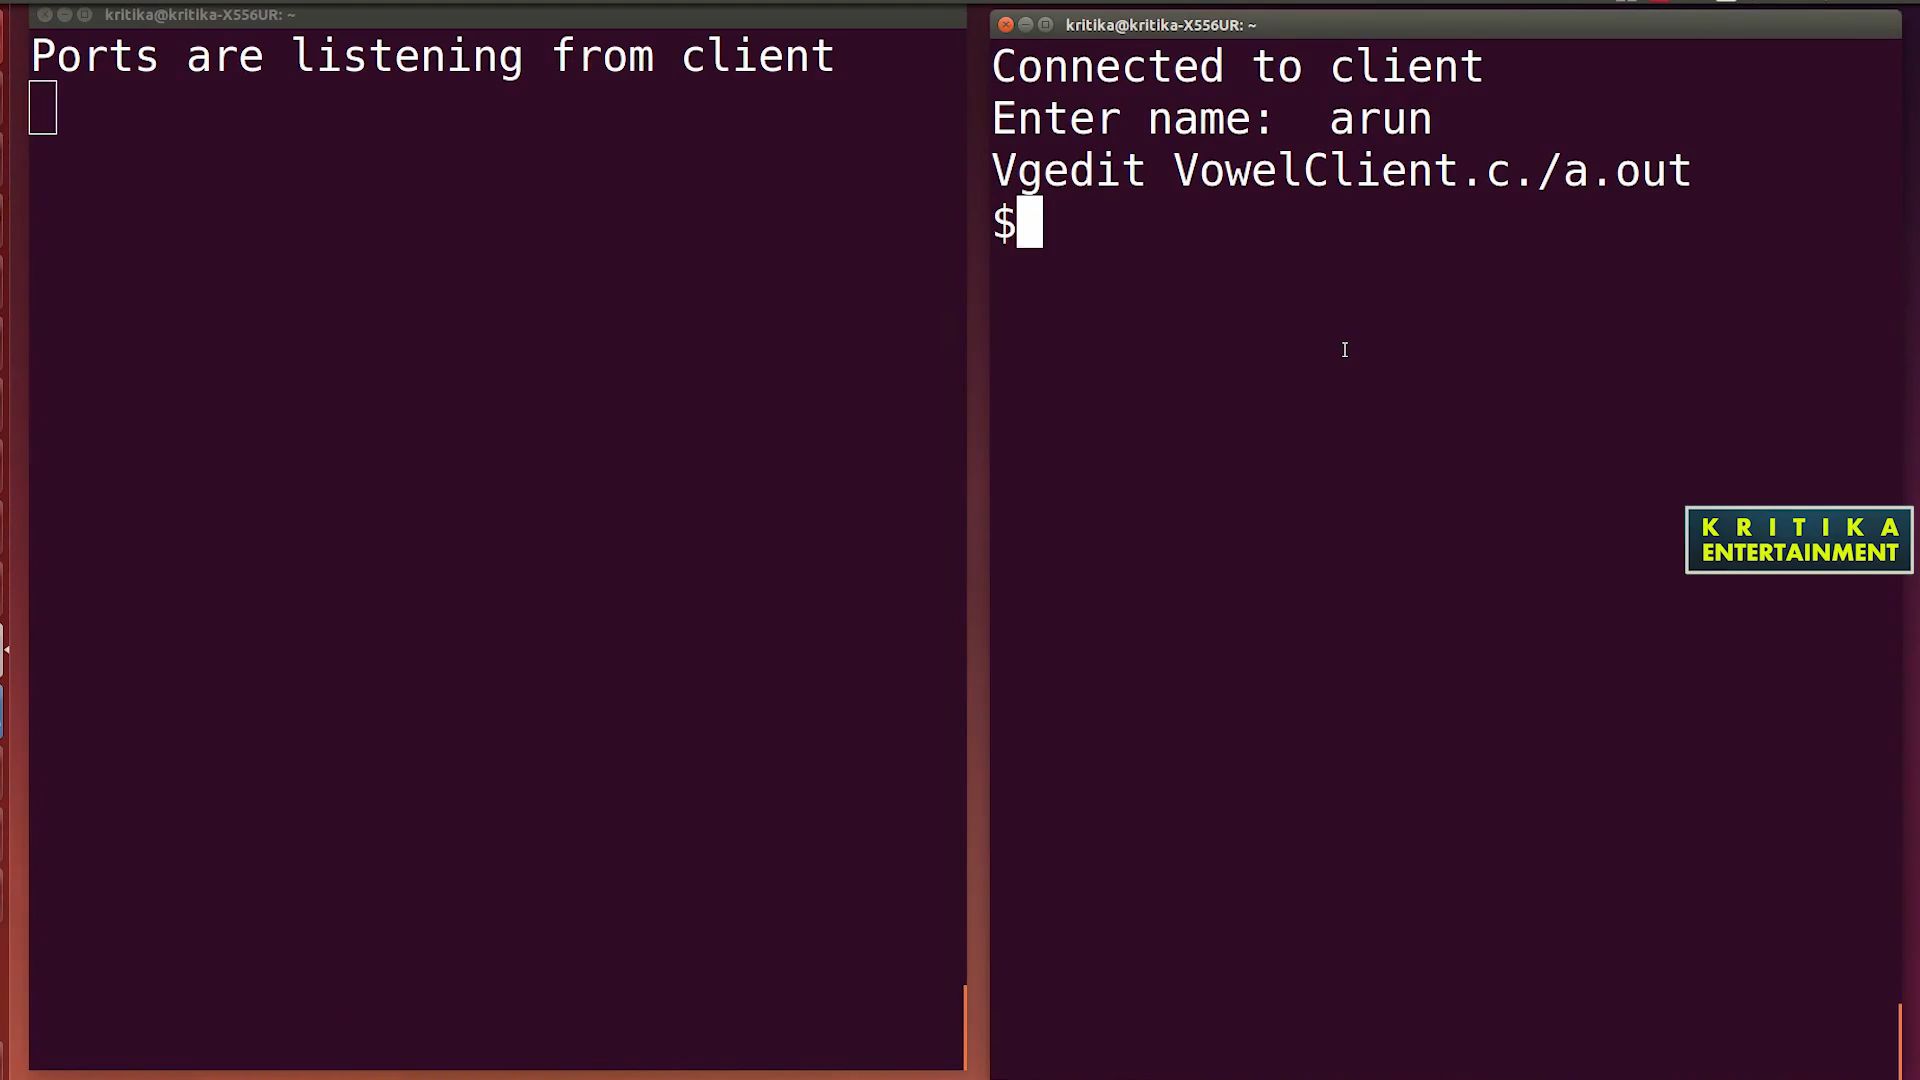 kritika@kritika-X556UR: ~
Ports are listening from client
kritika@kritika-X556UR: ~
Connected to client
Enter name:  arun
Vgedit VowelClient.c./a.out
$
KRITIKA
ENTERTAINMENT